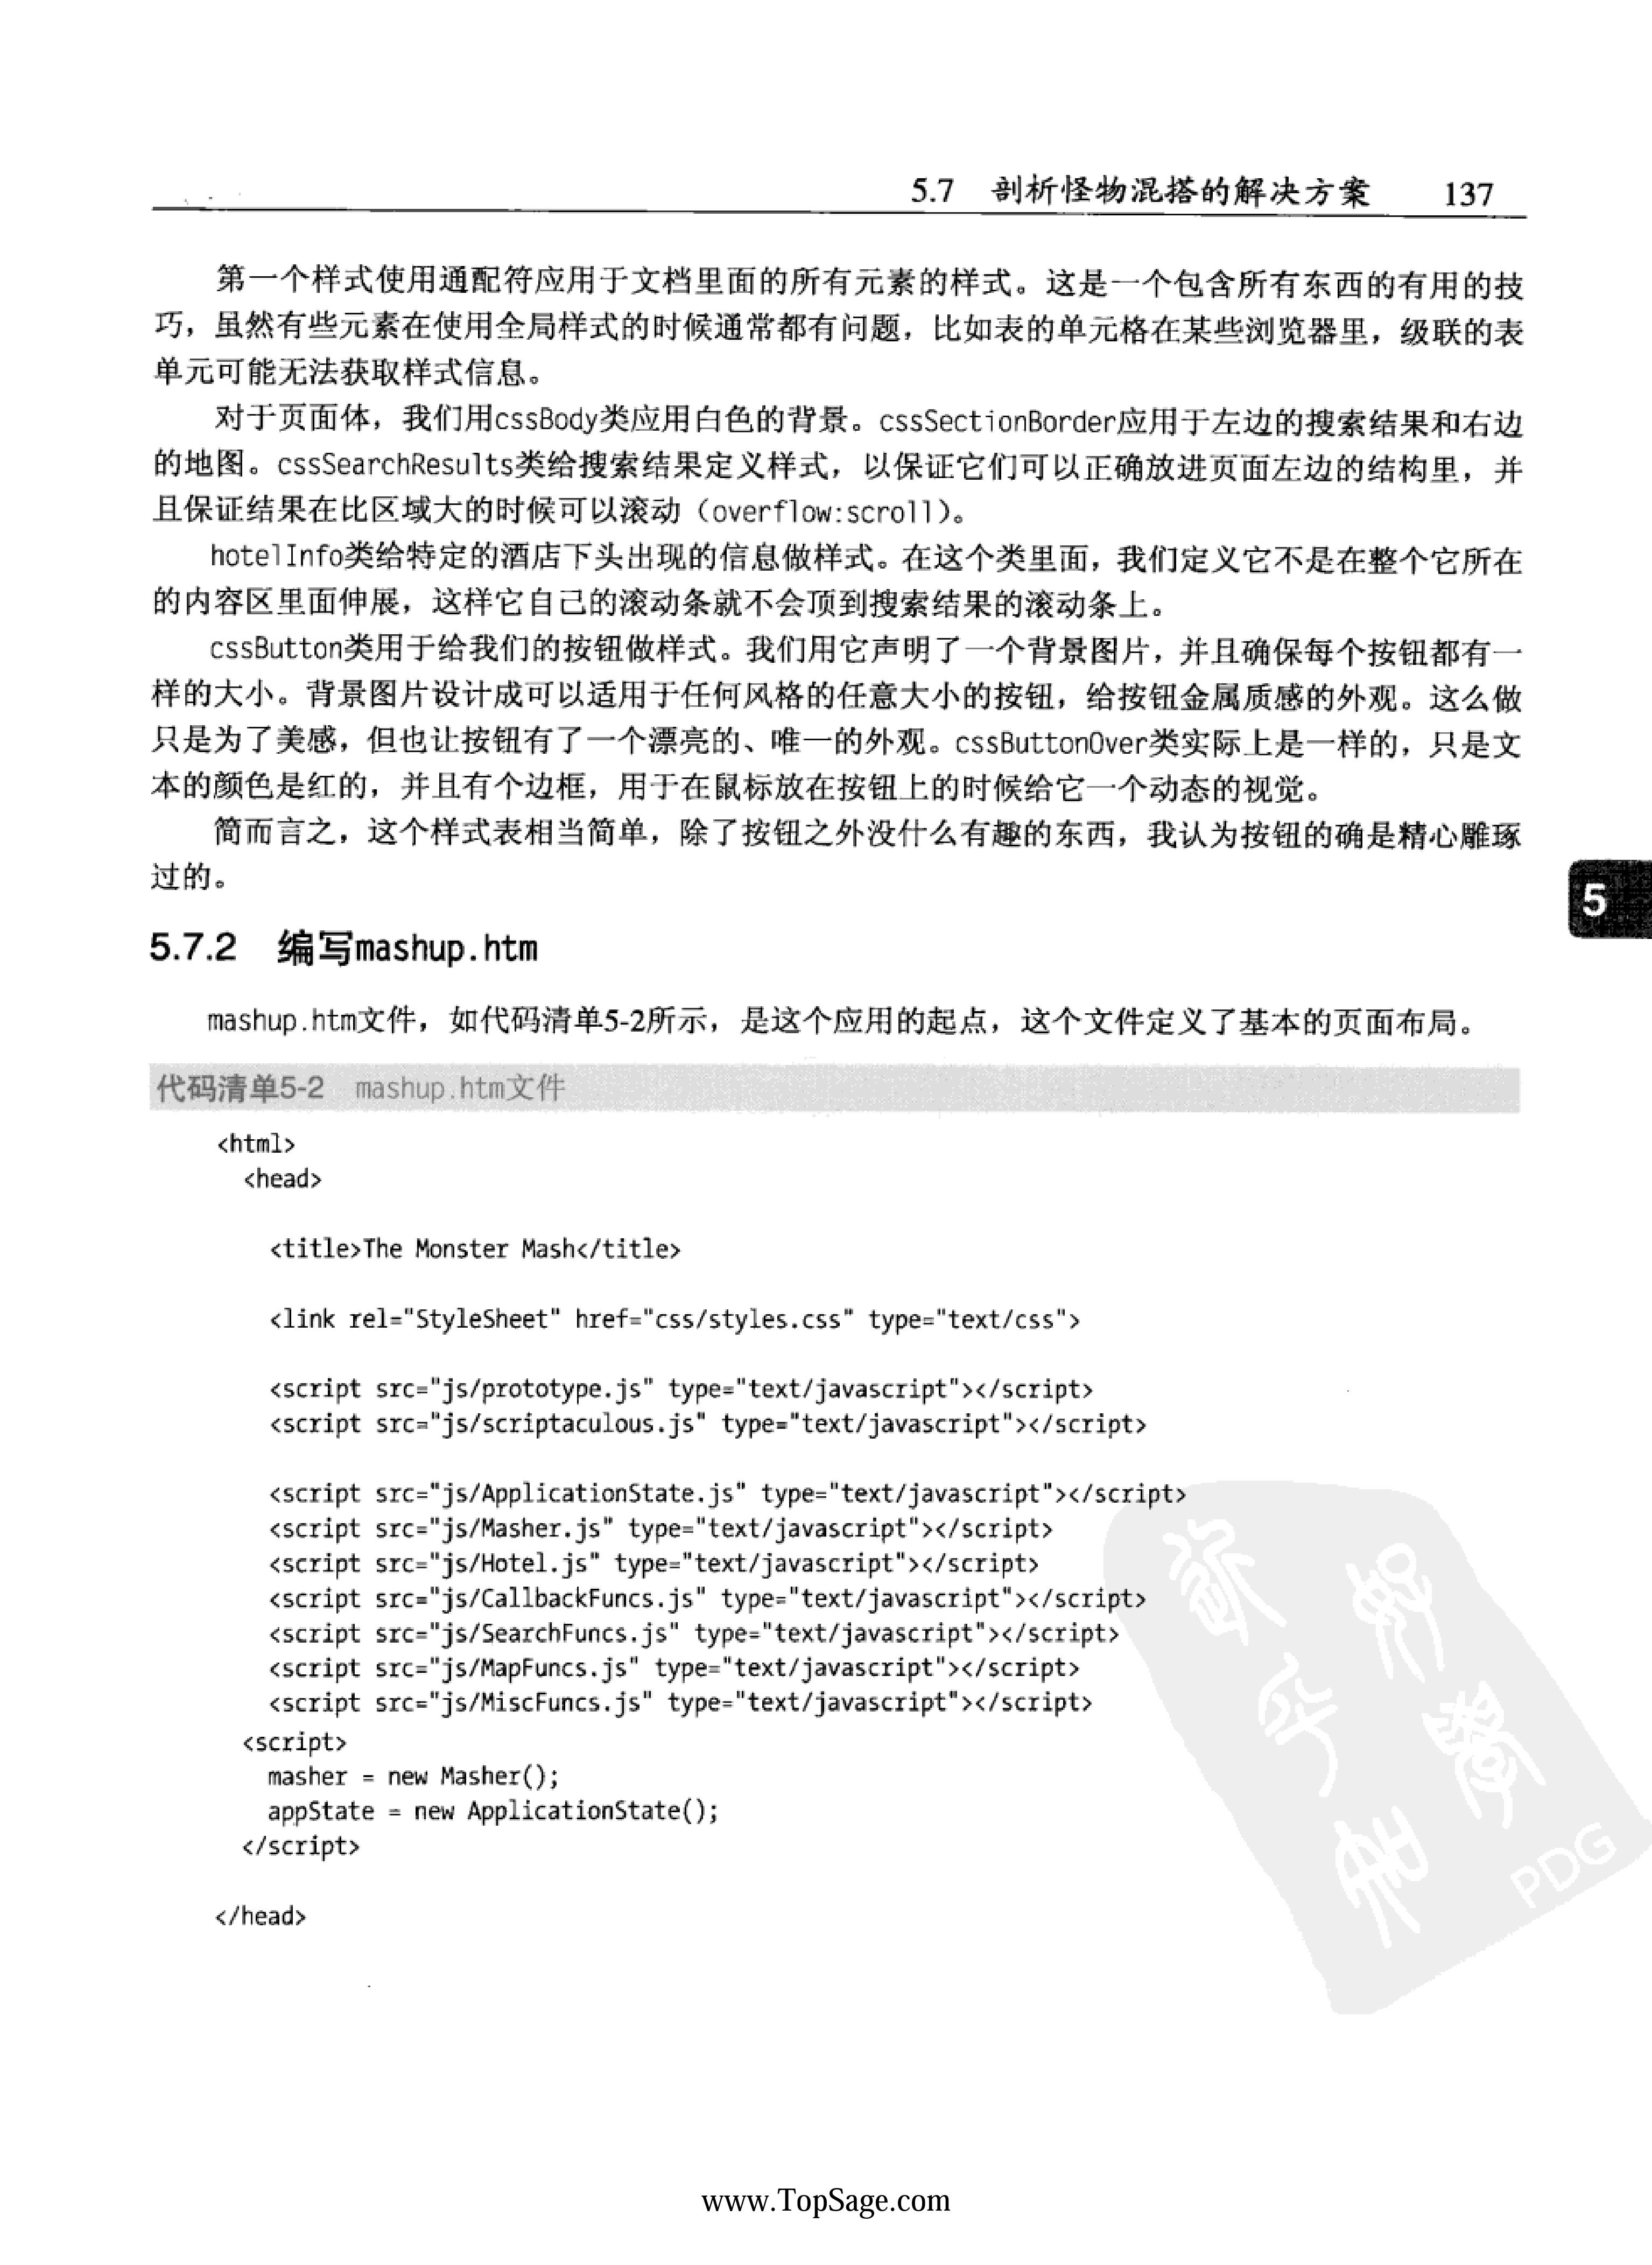 5.7 剖析怪物混搭的解决方案 137
第一个样式使用通配符应用于文档里面的所有元素的样式。这是一个包含所有东西的有用的技
巧，虽然有些元素在使用全局样式的时候通常都有问题，比如表的单元格在某些浏览器里，级联的表
单元可能无法获取样式信息。
对于页面体，我们用cssBody类应用白色的背景。cssSectionBorder应用于左边的搜索结果和右边
的地图。cssSearchResults类给搜索结果定义样式，以保证它们可以正确放进页面左边的结构里，并
且保证结果在比区域大的时候可以滚动（overflow:scroll）。
hotelInfo类给特定的酒店下头出现的信息做样式。在这个类里面，我们定义它不是在整个它所在
的内容区里面伸展，这样它自己的滚动条就不会顶到搜索结果的滚动条上。
cssButton类用于给我们的按钮做样式。我们用它声明了一个背景图片，并且确保每个按钮都有一
样的大小。背景图片设计成可以适用于任何风格的任意大小的按钮，给按钮金属质感的外观。这么做
只是为了美感，但也让按钮有了一个漂亮的、唯一的外观。cssButtonOver类实际上是一样的，只是文
本的颜色是红的，并且有个边框，用于在鼠标放在按钮上的时候给它一个动态的视觉。
简而言之，这个样式表相当简单，除了按钮之外没什么有趣的东西，我认为按钮的确是精心雕琢
过的。
5
5.7.2 编写mashup.htm
mashup.htm文件，如代码清单5-2所示，是这个应用的起点，这个文件定义了基本的页面布局。
代码清单5-2 mashup.htm文件
<html>
<head>
<title>The Monster Mash</title>
<link rel="StyleSheet" href="css/styles.css" type="text/css">
<script src="js/prototype.js" type="text/javascript"></script>
<script src="js/scriptaculous.js" type="text/javascript"></script>
<script src="js/ApplicationState.js" type="text/javascript"></script>
<script src="js/Masher.js" type="text/javascript"></script>
<script src="js/Hotel.js" type="text/javascript"></script>
<script src="js/CallbackFuncs.js" type="text/javascript"></script>
<script src="js/SearchFuncs.js" type="text/javascript"></script>
<script src="js/MapFuncs.js" type="text/javascript"></script>
<script src="js/MiscFuncs.js" type="text/javascript"></script>
<script>
masher = new Masher();
appState = new ApplicationState();
</script>
</head>
PDG
www.TopSage.com